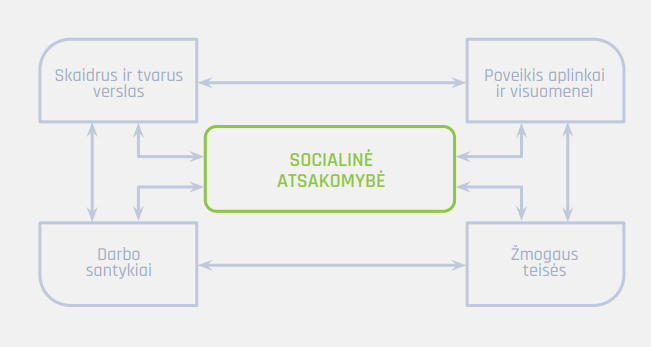 Skaidrus ir tvarus
verslas
Poveikis aplinkai
ir visuomenei
SOCIALINĖ
ATSAKOMYBĖ
Darbo
santykiai
Žmogaus
teisės